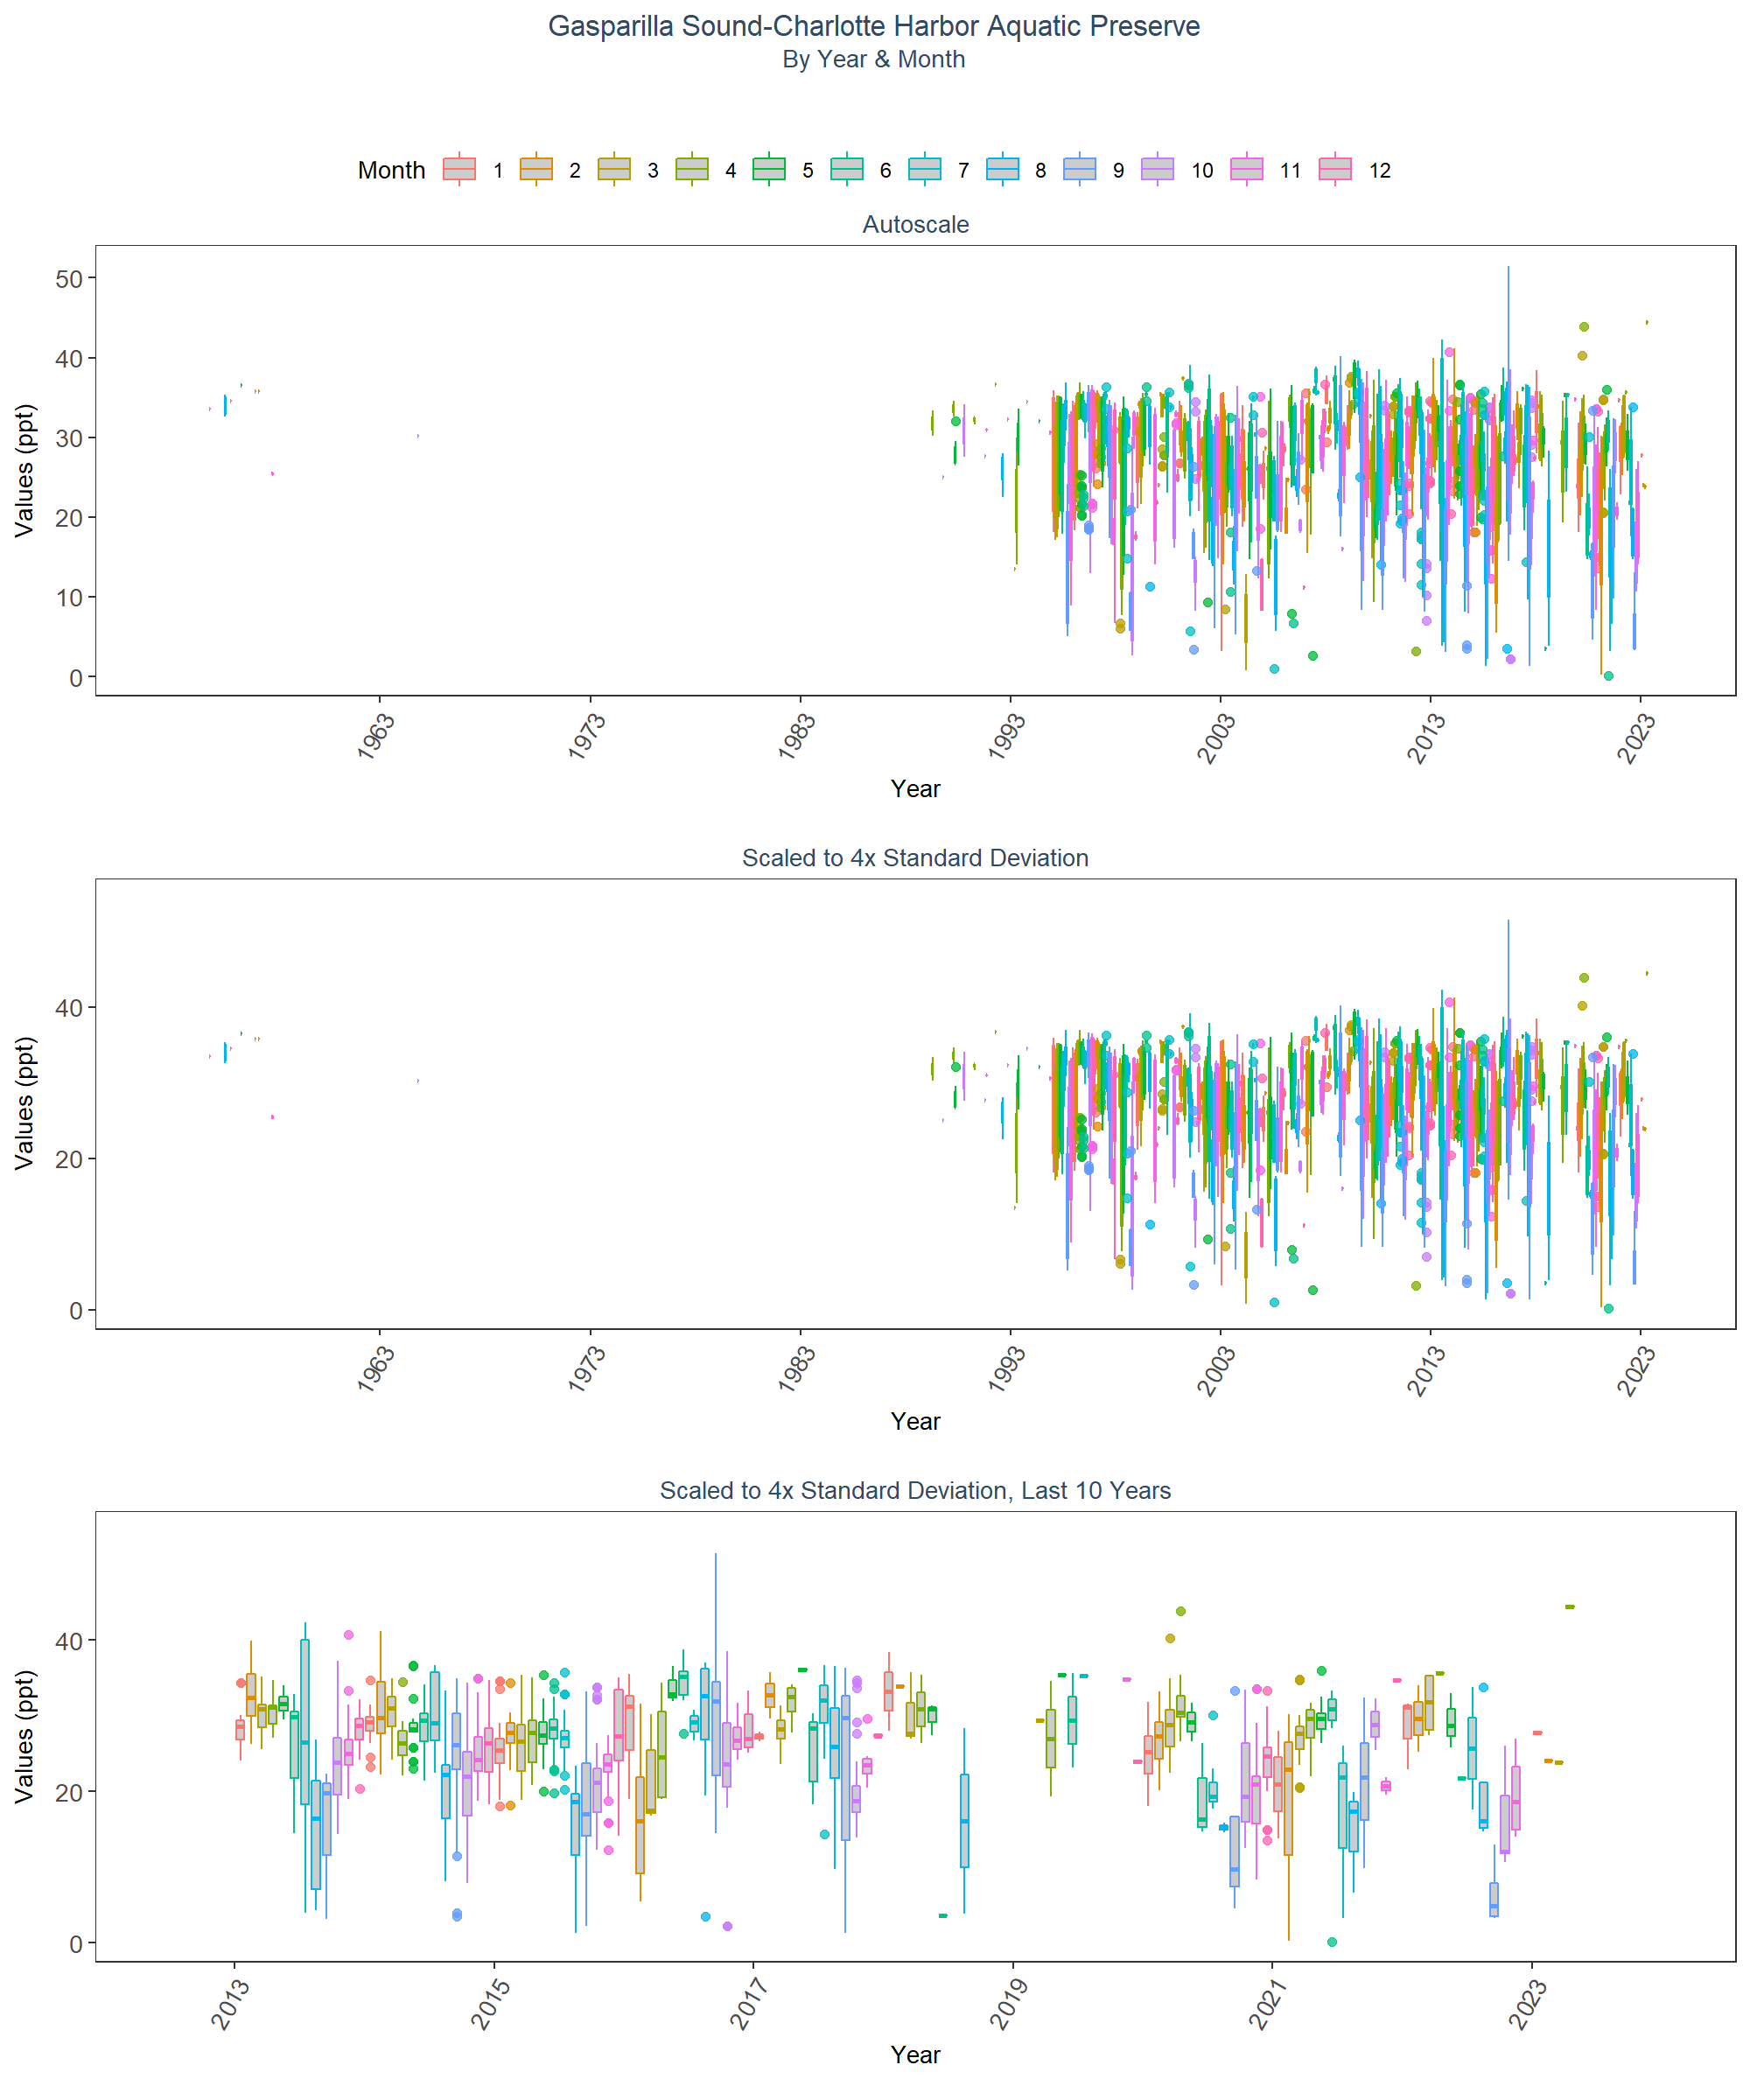 Gasparilla Sound-Charlotte Harbor Aquatic Preserve
By Year & Month
Month 1 2 3 4 5 6 7 8 9 10 11 12
Autoscale
Values (ppt)
50
40
30
20
10
0
1963 1973 1983 1993 2003 2013 2023
Year
Scaled to 4x Standard Deviation
Values (ppt)
40
20
0
1963 1973 1983 1993 2003 2013 2023
Year
Scaled to 4x Standard Deviation, Last 10 Years
Values (ppt)
40
20
0
2013 2015 2017 2019 2021 2023
Year